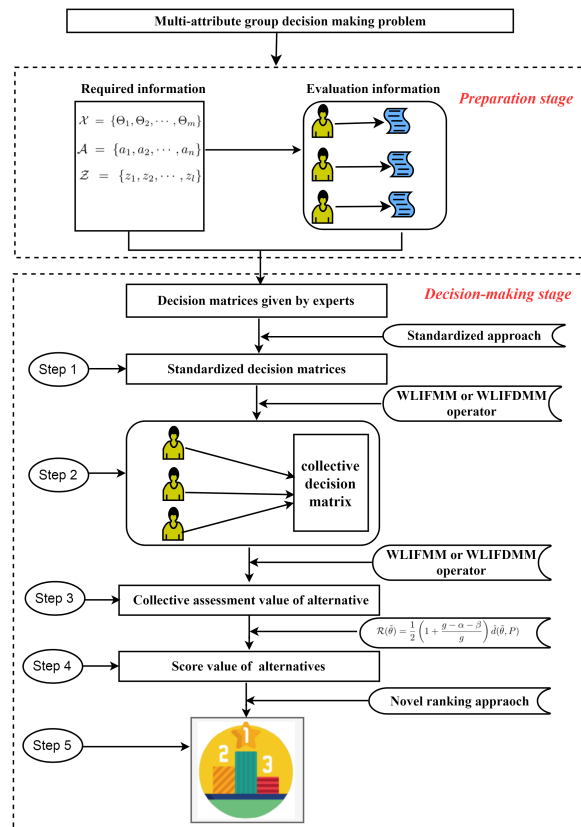 Multi-attribute group decision making problem
Required information
Evaluation information
Preparation stage
𝒳 = {Θ₁, Θ₂, ⋯ , Θₘ}
𝒜 = {a₁, a₂, ⋯ , aₙ}
𝒵 = {z₁, z₂, ⋯ , zₗ}
Decision-making stage
Decision matrices given by experts
Standardized approach
Step 1
Standardized decision matrices
WLIFMM or WLIFDMM
operator
Step 2
collective
decision
matrix
WLIFMM or WLIFDMM
operator
Step 3
Collective assessment value of alternative
ℛ(θ̃) = 1/2 (1 + (g − α − β)/g) d̂(θ̃, P)
Step 4
Score value of alternatives
Novel ranking appraoch
Step 5
1
2
3